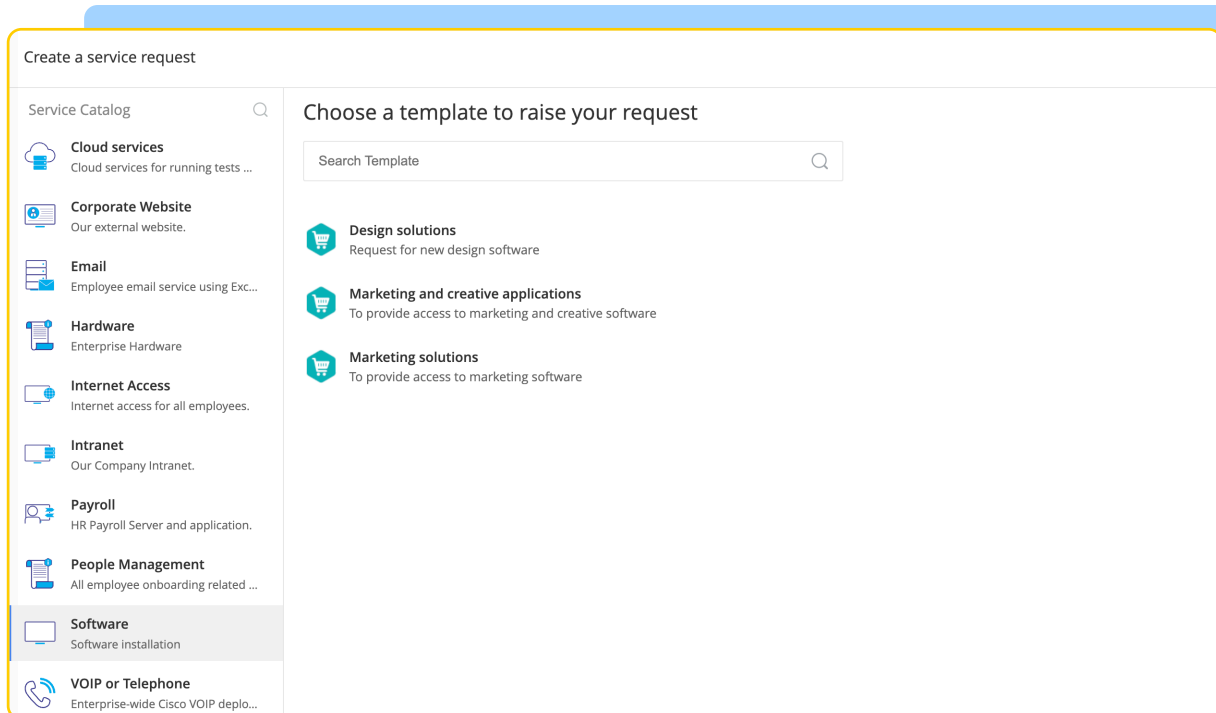 Create a service request
Service Catalog
Cloud services
Cloud services for running tests ...
Corporate Website
Our external website.
Email
Employee email service using Exc...
Hardware
Enterprise Hardware
Internet Access
Internet access for all employees.
Intranet
Our Company Intranet.
Payroll
HR Payroll Server and application.
People Management
All employee onboarding related ...
Software
Software installation
VOIP or Telephone
Enterprise-wide Cisco VOIP deplo...
Choose a template to raise your request
Search Template
Design solutions
Request for new design software
Marketing and creative applications
To provide access to marketing and creative software
Marketing solutions
To provide access to marketing software